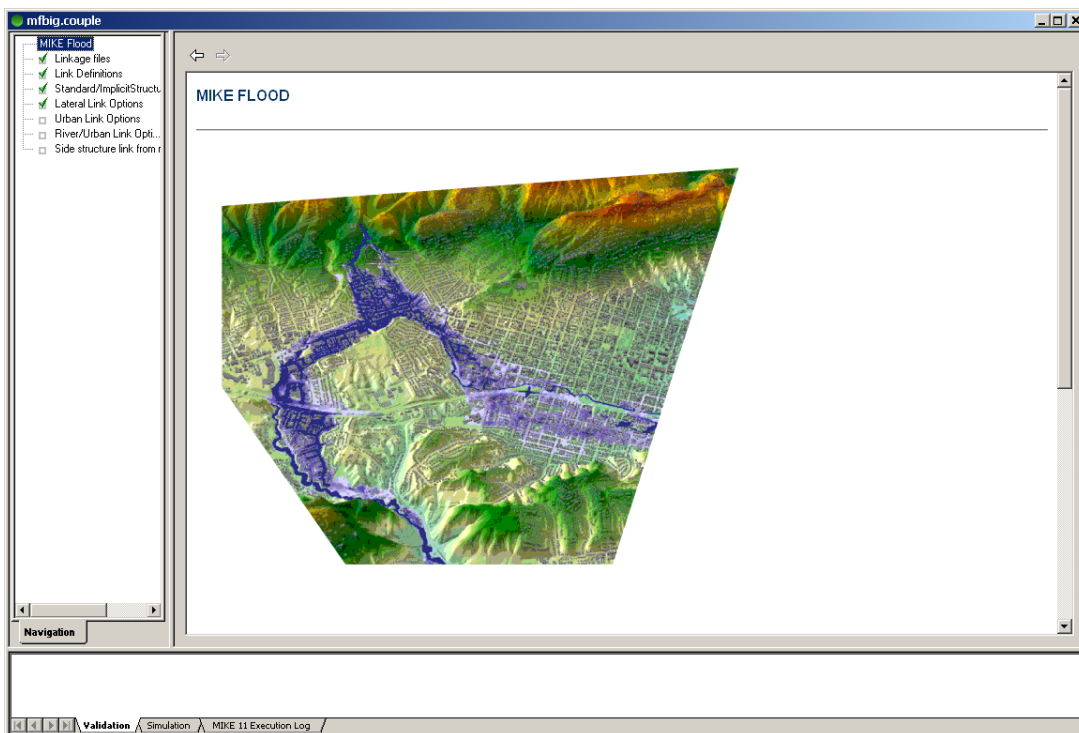 mfbig.couple
MIKE Flood
Linkage files
Link Definitions
Standard/ImplicitStructu
Lateral Link Options
Urban Link Options
River/Urban Link Opti...
Side structure link from r
Navigation
MIKE FLOOD
Validation
Simulation
MIKE 11 Execution Log